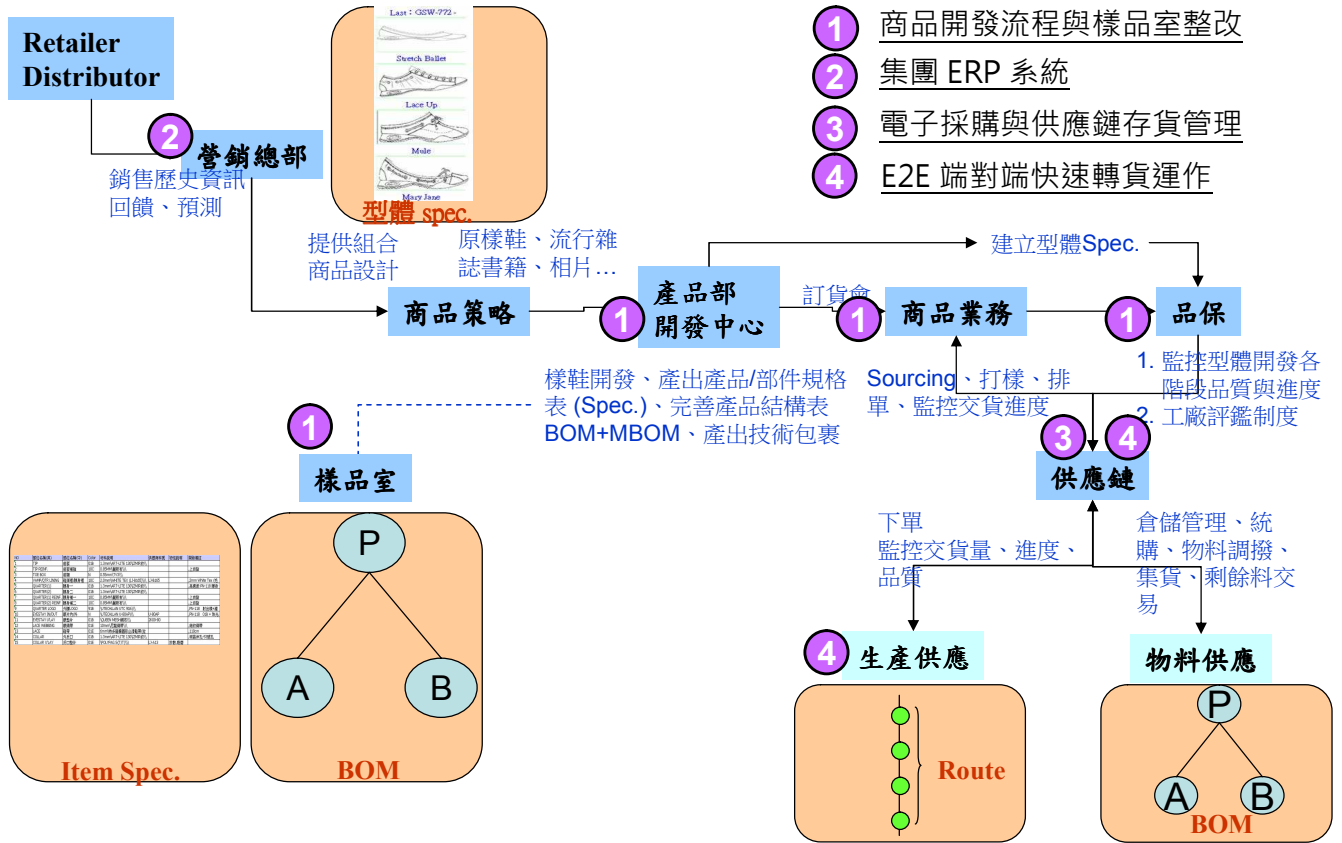 Retailer
Distributor
2
營銷總部
銷售歷史資訊
回饋、預測
Last : GSW-772 -
Stretch Ballet
Lace Up
Mule
Mary Jane
型體 spec.
1 商品開發流程與樣品室整改
2 集團 ERP 系統
3 電子採購與供應鏈存貨管理
4 E2E 端對端快速轉貨運作
提供組合
商品設計
原樣鞋、流行雜
誌書籍、相片…
建立型體Spec.
商品策略
1
產品部
開發中心
訂貨會
1
商品業務
1
品保
樣鞋開發、產出產品/部件規格
表 (Spec.)、完善產品結構表
BOM+MBOM、產出技術包裹
Sourcing、打樣、排
單、監控交貨進度
1. 監控型體開發各
階段品質與進度
2. 工廠評鑑制度
1
樣品室
3
4
供應鏈
下單
監控交貨量、進度、
品質
倉儲管理、統
購、物料調撥、
集貨、剩餘料交
易
Item Spec.
P
A
B
BOM
4
生產供應
Route
物料供應
P
A
B
BOM